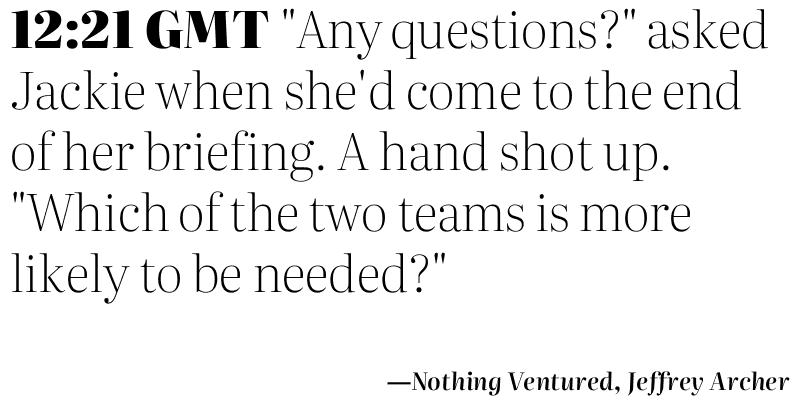 12:21 GMT "Any questions?" asked
Jackie when she'd come to the end
of her briefing. A hand shot up.
"Which of the two teams is more
likely to be needed?"
—Nothing Ventured, Jeffrey Archer